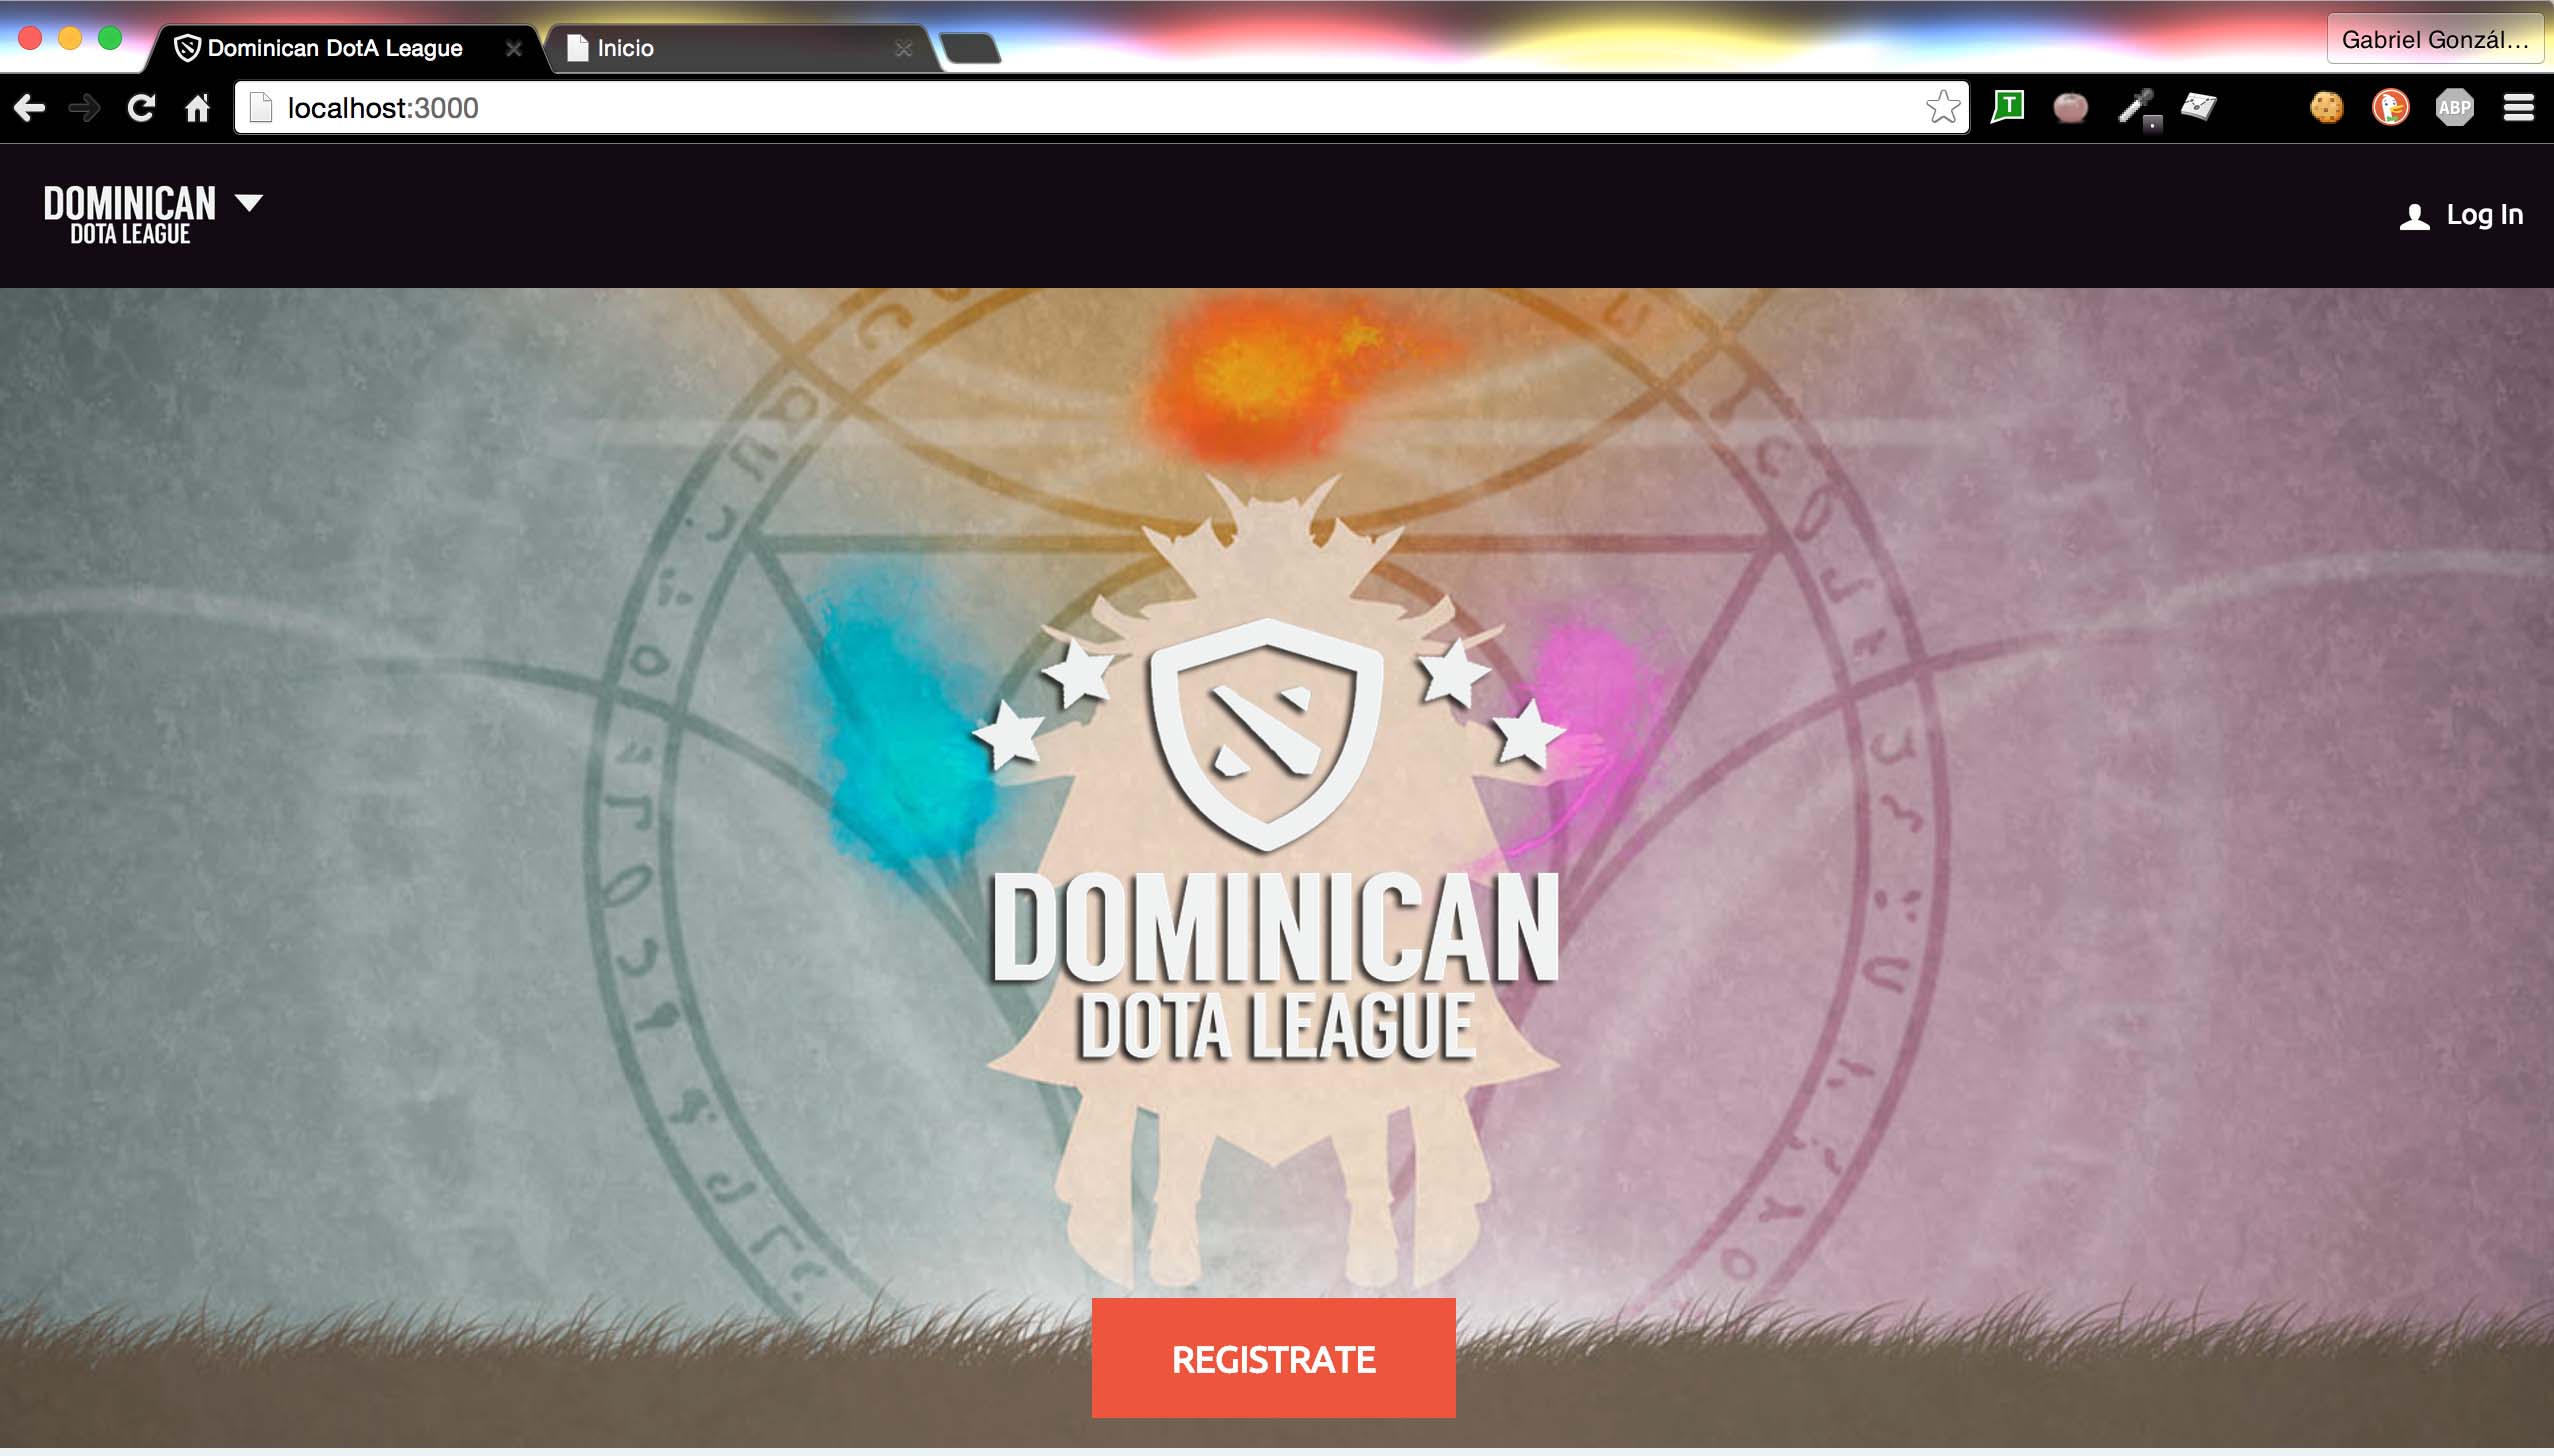 Dominican DotA League
Inicio
Gabriel Gonzál...
localhost:3000
T
ABP
DOMINICAN
DOTA LEAGUE
Log In
DOMINICAN
DOTA LEAGUE
REGISTRATE